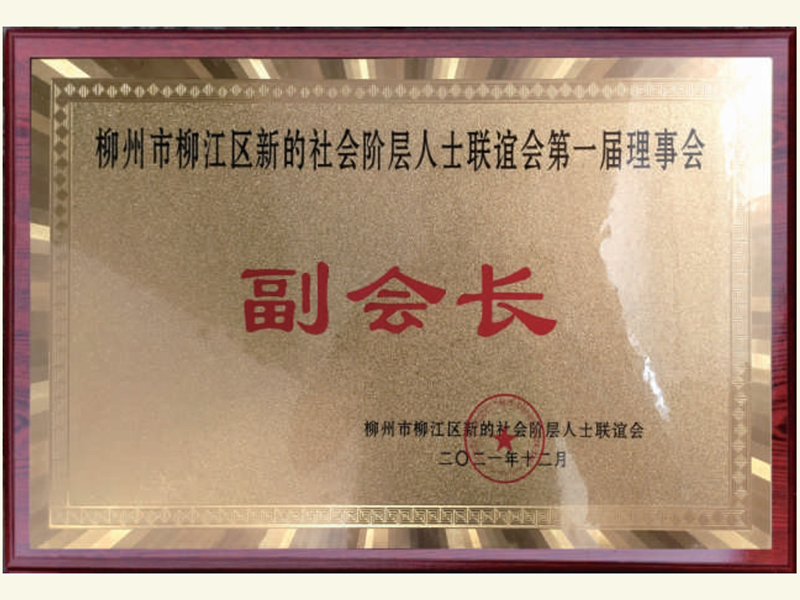 柳州市柳江区新的社会阶层人士联谊会第一届理事会
副会长
柳州市柳江区新的社会阶层人士联谊会
二〇二一年十二月